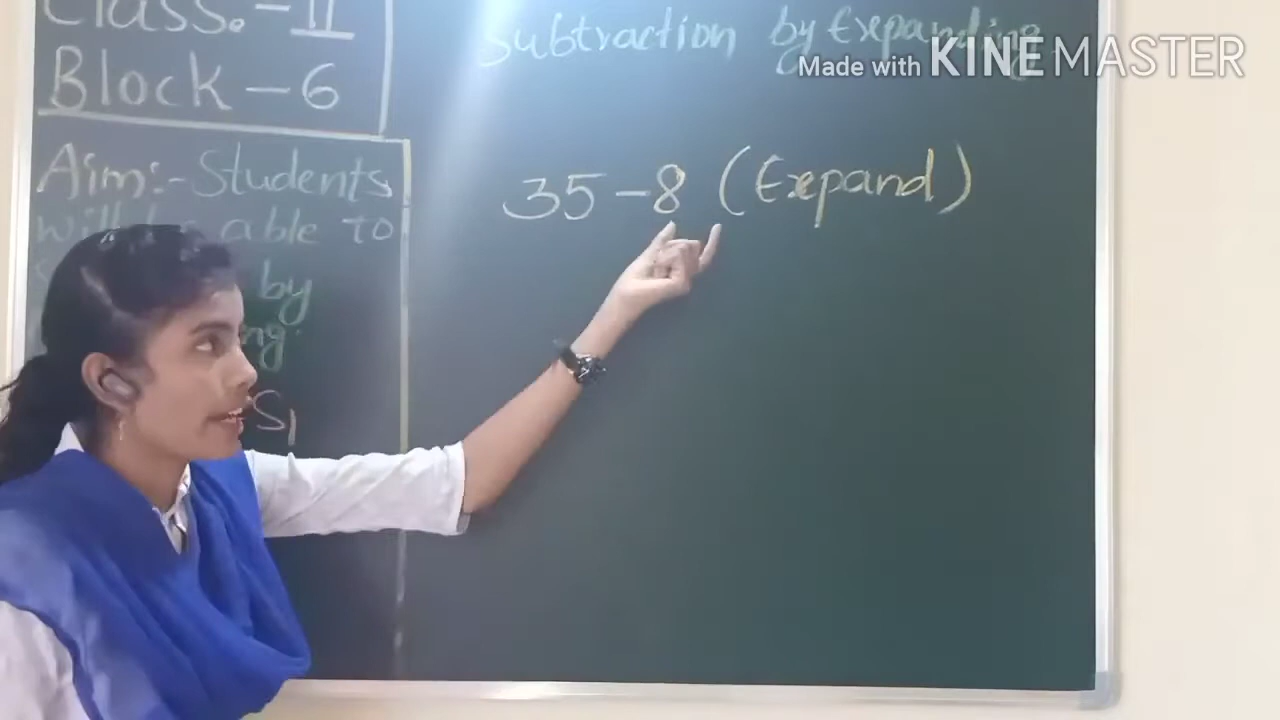 Class.-II
Block-6
Aim:-Students
will be able to
by
Subtraction by Expanding
Made with KINEMASTER
35-8 (Expand)